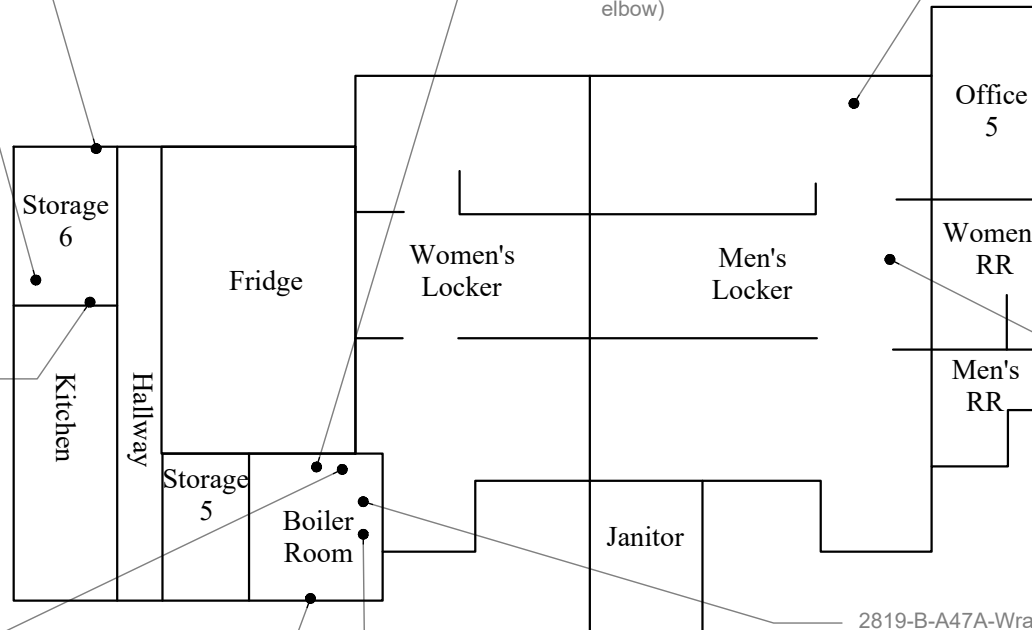 elbow)
Office
5
Storage
6
Women
RR
Women's
Locker
Men's
Locker
Fridge
Kitchen
Hallway
Men's
RR
Storage
5
Boiler
Room
Janitor
2819-B-A47A-Wra